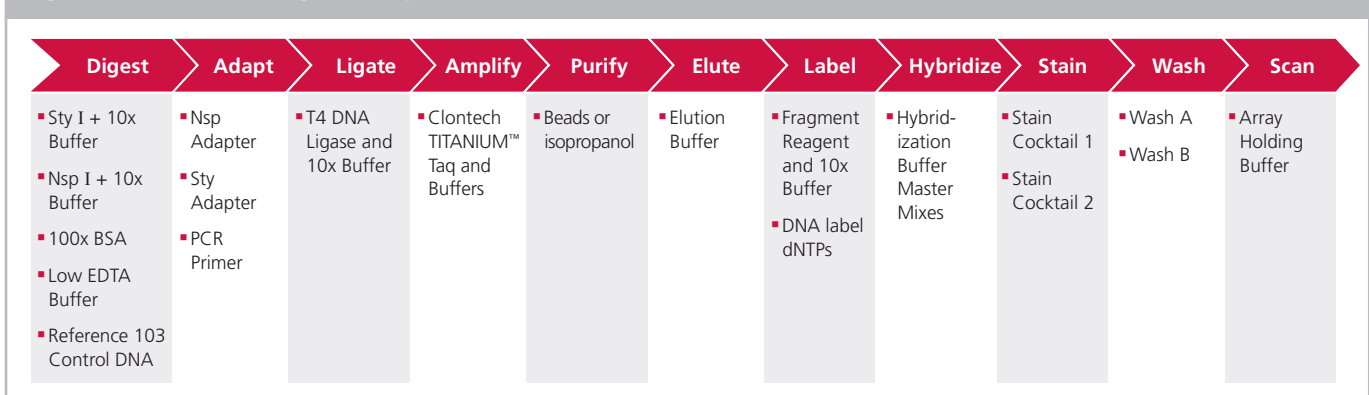 Digest
Adapt
Ligate
Amplify
Purify
Elute
Label
Hybridize
Stain
Wash
Scan
▪ Sty I + 10x
Buffer
▪ Nsp I + 10x
Buffer
▪ 100x BSA
▪ Low EDTA
Buffer
▪ Reference 103
Control DNA
▪ Nsp
Adapter
▪ Sty
Adapter
▪ PCR
Primer
▪ T4 DNA
Ligase and
10x Buffer
▪ Clontech
TITANIUM™
Taq and
Buffers
▪ Beads or
isopropanol
▪ Elution
Buffer
▪ Fragment
Reagent
and 10x
Buffer
▪ DNA label
dNTPs
▪ Hybrid-
ization
Buffer
Master
Mixes
▪ Stain
Cocktail 1
▪ Stain
Cocktail 2
▪ Wash A
▪ Wash B
▪ Array
Holding
Buffer